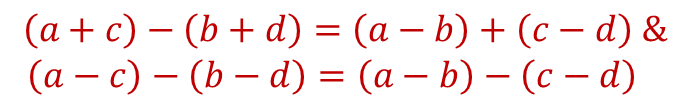 (a + c) − (b + d) = (a − b) + (c − d) &
(a − c) − (b − d) = (a − b) − (c − d)